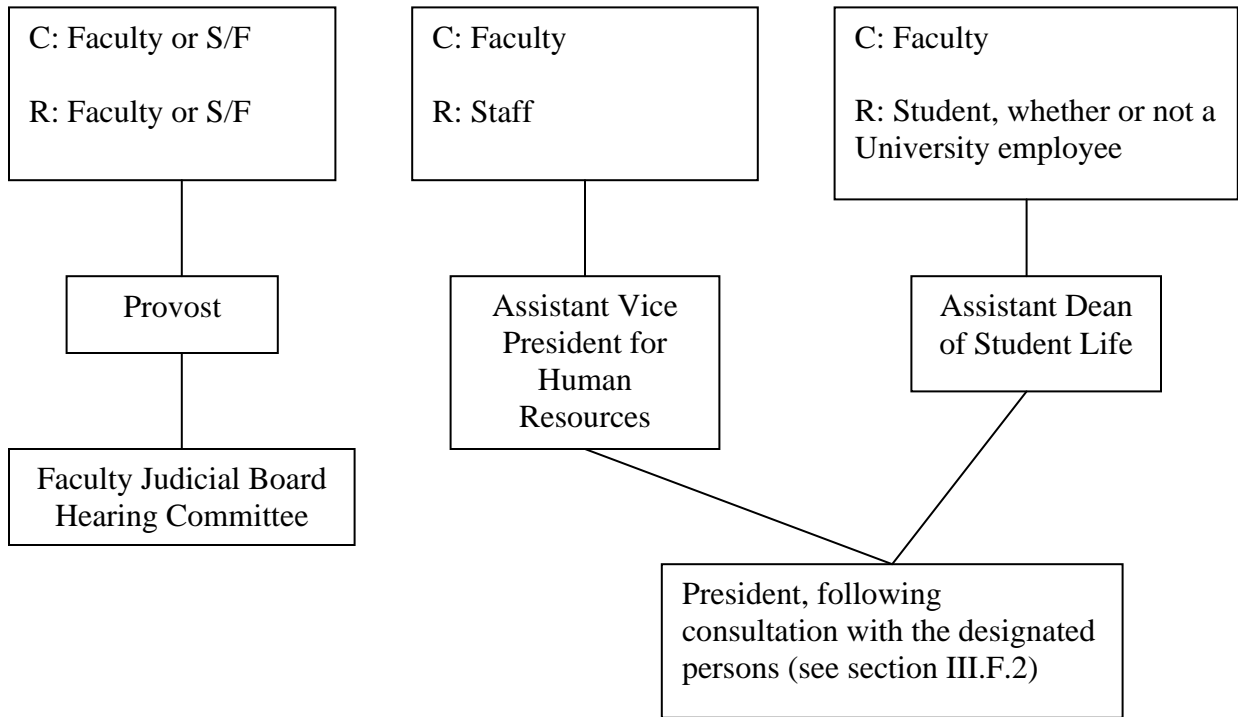 C: Faculty or S/F
R: Faculty or S/F
C: Faculty
R: Staff
C: Faculty
R: Student, whether or not a
University employee
Provost
Assistant Vice
President for
Human
Resources
Assistant Dean
of Student Life
Faculty Judicial Board
Hearing Committee
President, following
consultation with the designated
persons (see section III.F.2)